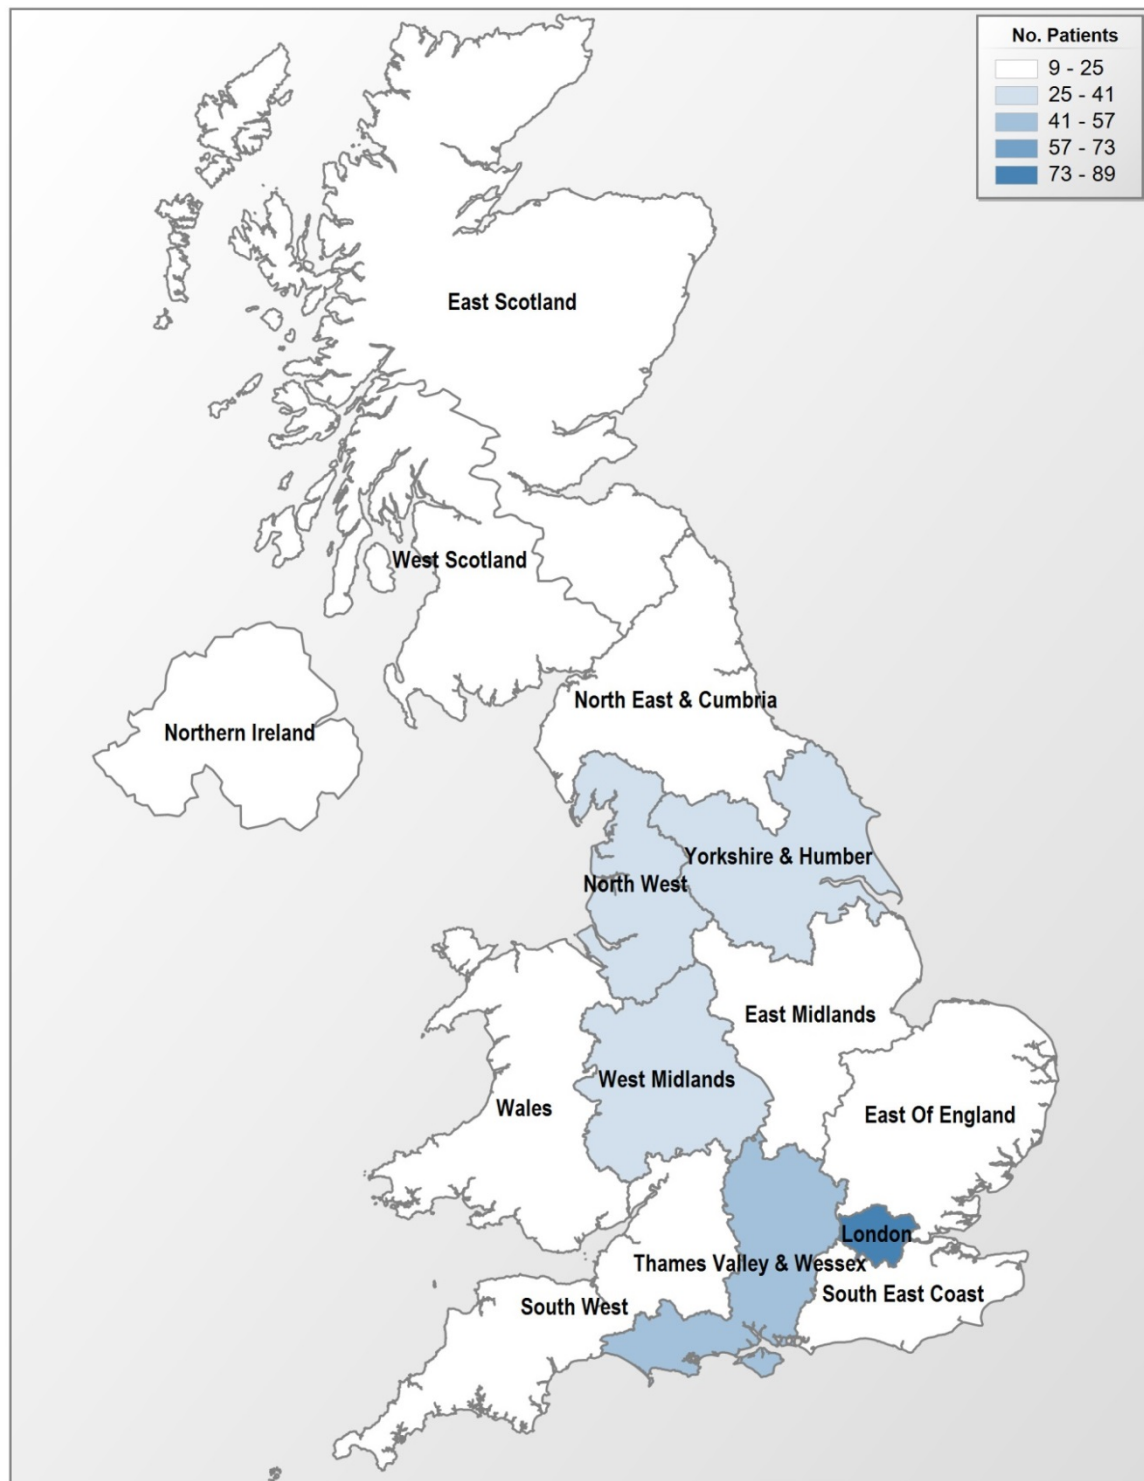 No. Patients
9 - 25
25 - 41
41 - 57
57 - 73
73 - 89
East Scotland
West Scotland
North East & Cumbria
Northern Ireland
Yorkshire & Humber
North West
East Midlands
West Midlands
Wales
East Of England
London
Thames Valley & Wessex
South East Coast
South West